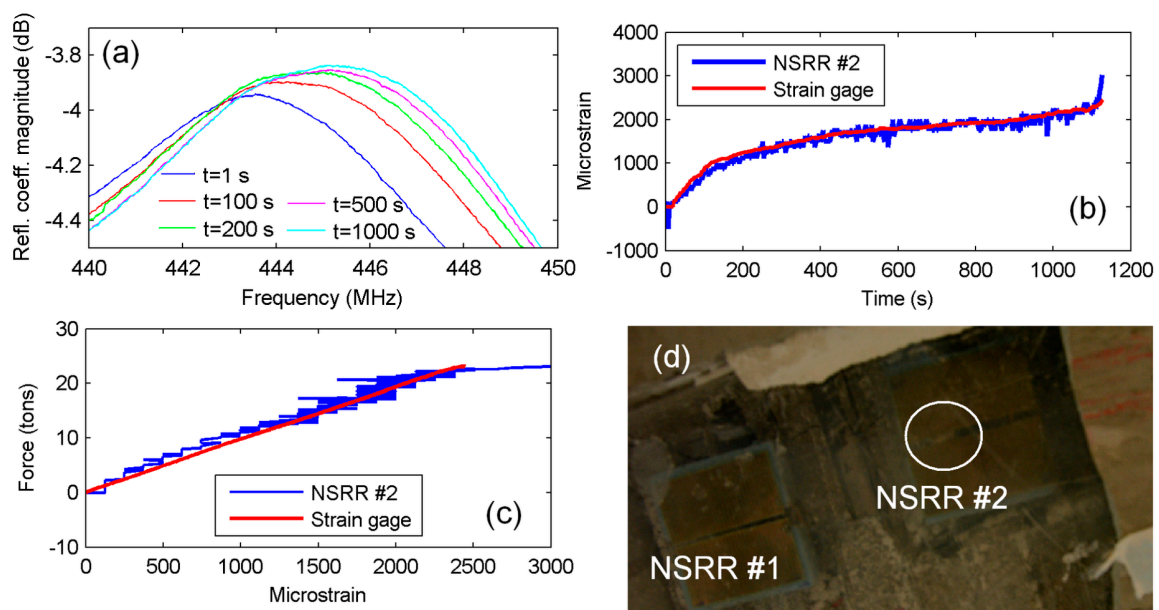 (a)
Refl. coeff. magnitude (dB)
-3.8
-4
-4.2
-4.4
t=1 s
t=100 s
t=200 s
t=500 s
t=1000 s
440 442 444 446 448 450
Frequency (MHz)
(b)
Microstrain
4000
3000
2000
1000
0
-1000
NSRR #2
Strain gage
0 200 400 600 800 1000 1200
Time (s)
(c)
Force (tons)
30
20
10
0
-10
NSRR #2
Strain gage
0 500 1000 1500 2000 2500 3000
Microstrain
(d)
NSRR #2
NSRR #1